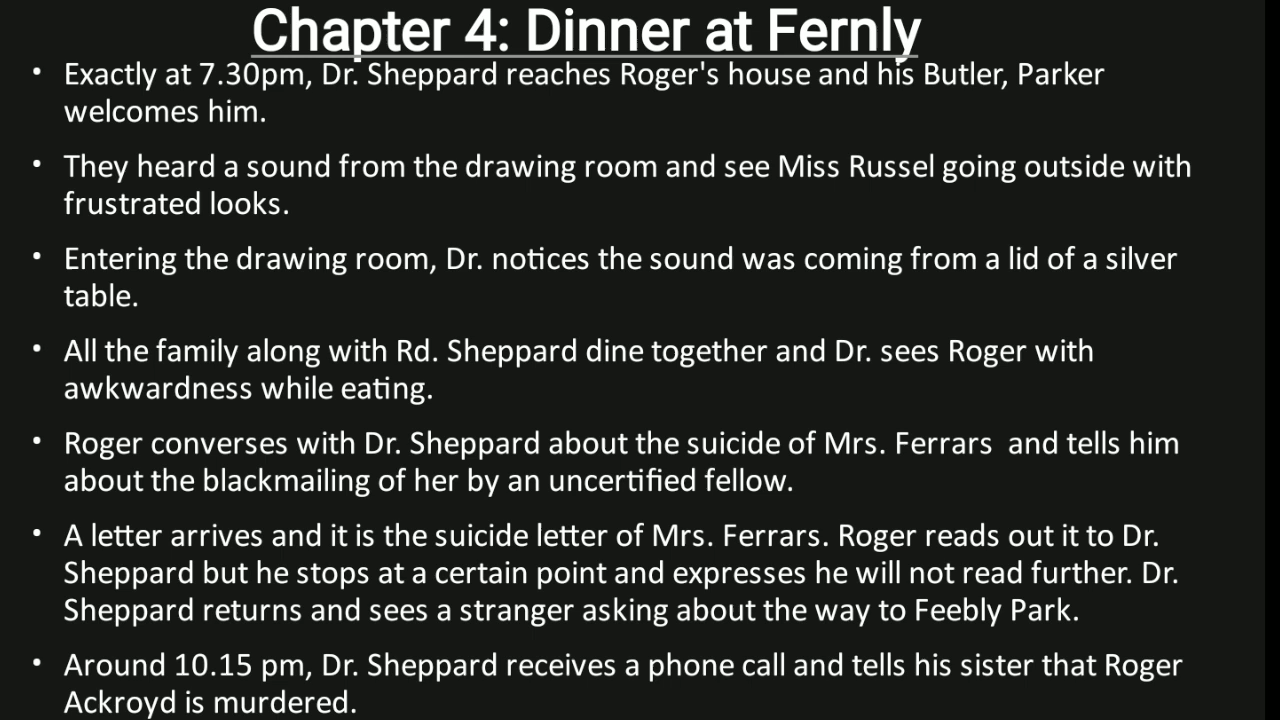 Chapter 4: Dinner at Fernly
• Exactly at 7.30pm, Dr. Sheppard reaches Roger's house and his Butler, Parker
welcomes him.
• They heard a sound from the drawing room and see Miss Russel going outside with
frustrated looks.
• Entering the drawing room, Dr. notices the sound was coming from a lid of a silver
table.
• All the family along with Rd. Sheppard dine together and Dr. sees Roger with
awkwardness while eating.
• Roger converses with Dr. Sheppard about the suicide of Mrs. Ferrars  and tells him
about the blackmailing of her by an uncertified fellow.
• A letter arrives and it is the suicide letter of Mrs. Ferrars. Roger reads out it to Dr.
Sheppard but he stops at a certain point and expresses he will not read further. Dr.
Sheppard returns and sees a stranger asking about the way to Feebly Park.
• Around 10.15 pm, Dr. Sheppard receives a phone call and tells his sister that Roger
Ackroyd is murdered.